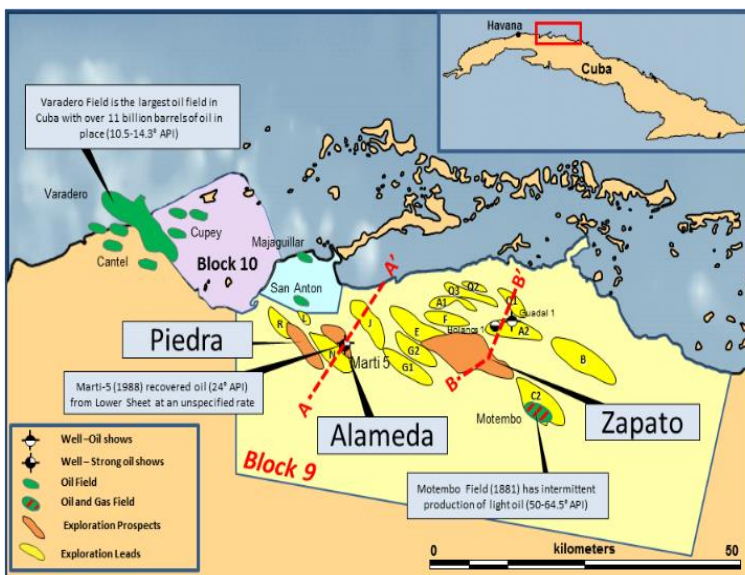 Havana
Cuba
Varadero Field is the largest oil field in
Cuba with over 11 billion barrels of oil in
place (10.5-14.3° API)
Varadero
Cupey
Cantel
Block 10
Majaguillar
San Anton
A'
B'
O3
O2
O1
A1
Guadal 1
F
A2
R
L
J
E
B
Piedra
N
Marti 5
G2
G1
Marti-5 (1988) recovered oil (24° API)
from Lower Sheet at an unspecified rate
A
B
C2
Alameda
Motembo
Zapato
Block 9
Motembo Field (1881) has intermittent
production of light oil (50-64.5° API)
Well –Oil shows
Well – Strong oil shows
Oil Field
Oil and Gas Field
Exploration Prospects
Exploration Leads
0
kilometers
50